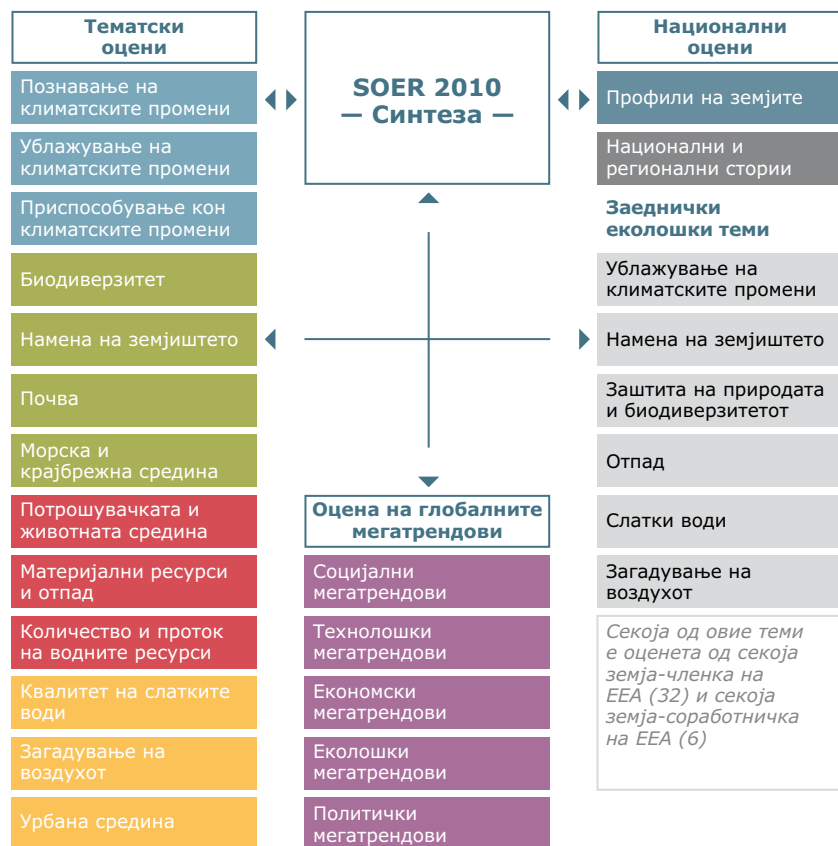 Тематски
оцени
Познавање на
климатските промени
Ублажување на
климатските промени
Приспособување кон
климатските промени
Биодиверзитет
Намена на земјиштето
Почва
Морска и
крајбрежна средина
Потрошувачката и
животната средина
Материјални ресурси
и отпад
Количество и проток
на водните ресурси
Квалитет на слатките
води
Загадување на
воздухот
Урбана средина
SOER 2010
— Синтеза —
Оцена на глобалните
мегатрендови
Социјални
мегатрендови
Технолошки
мегатрендови
Економски
мегатрендови
Еколошки
мегатрендови
Политички
мегатрендови
Национални
оцени
Профили на земјите
Национални и
регионални стории
Заеднички
еколошки теми
Ублажување на
климатските промени
Намена на земјиштето
Заштита на природата
и биодиверзитетот
Отпад
Слатки води
Загадување на
воздухот
Секоја од овие теми
е оценета од секоја
земја-членка на
ЕЕА (32) и секоја
земја-соработничка
на ЕЕА (6)